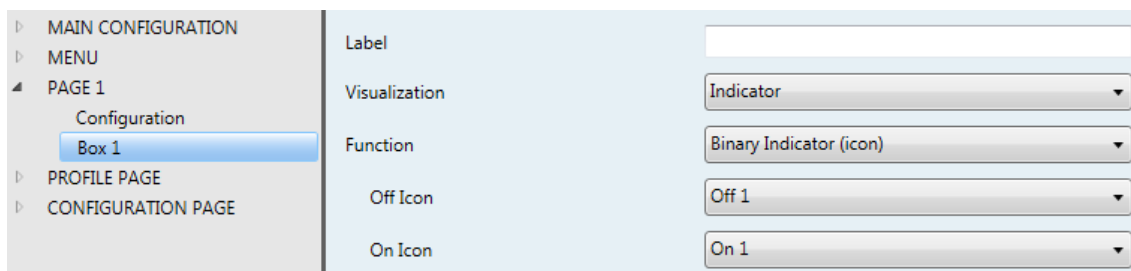 MAIN CONFIGURATION
MENU
PAGE 1
Configuration
Box 1
PROFILE PAGE
CONFIGURATION PAGE
Label
Visualization Indicator
Function Binary Indicator (icon)
Off Icon Off 1
On Icon On 1